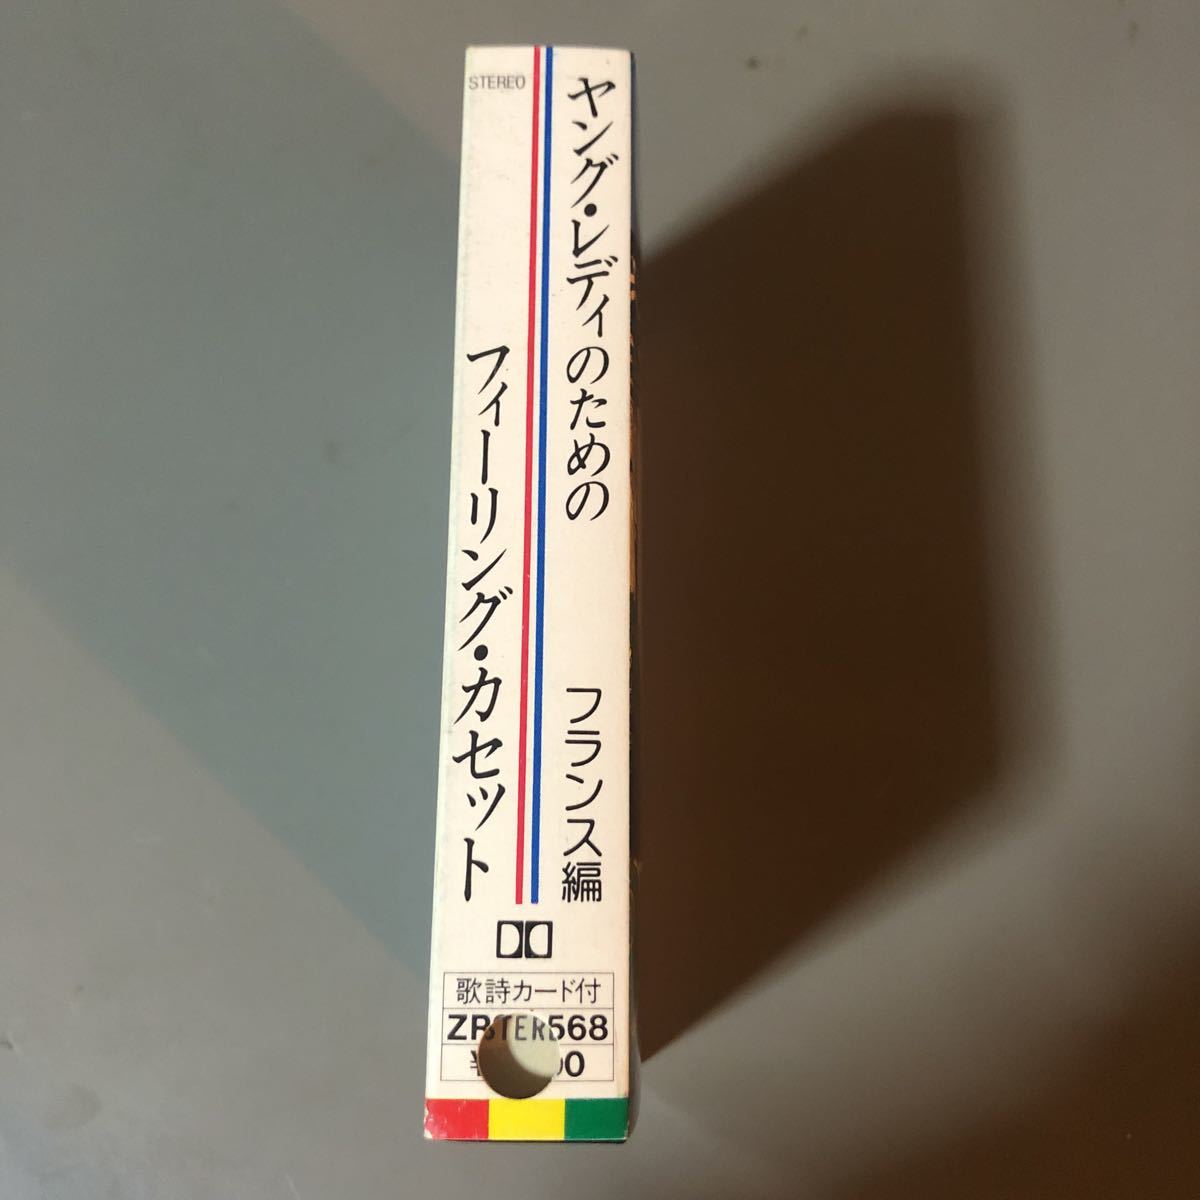 STEREO
ヤング・レディのための
フランス編
フィーリング・カセット
歌詩カード付
568